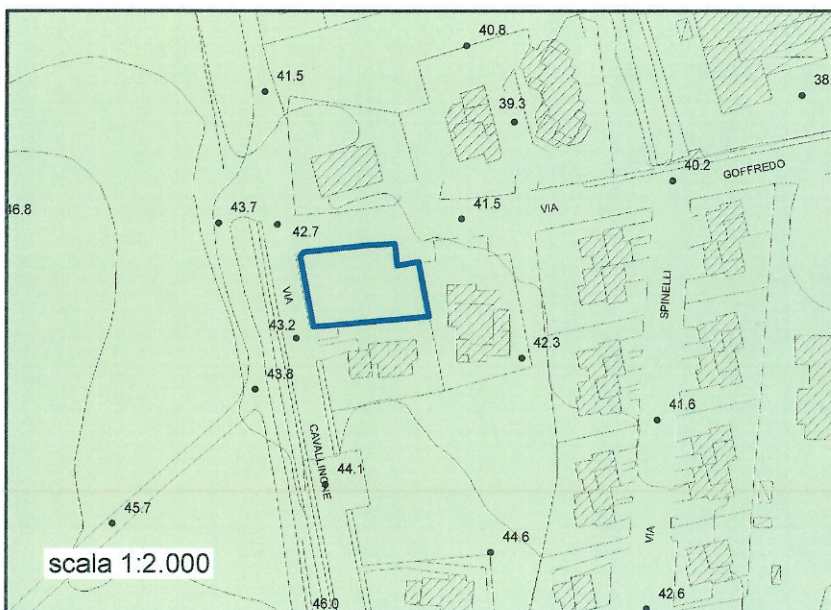 40.8
41.5
38
39.3
40.2
GOFFREDO
46.8
43.7
42.7
41.5
VIA
VIA
SPINELLI
43.2
42.3
43.8
41.6
CAVALLINONE
44.1
45.7
44.6
VIA
scala 1:2.000
46.0
42.6